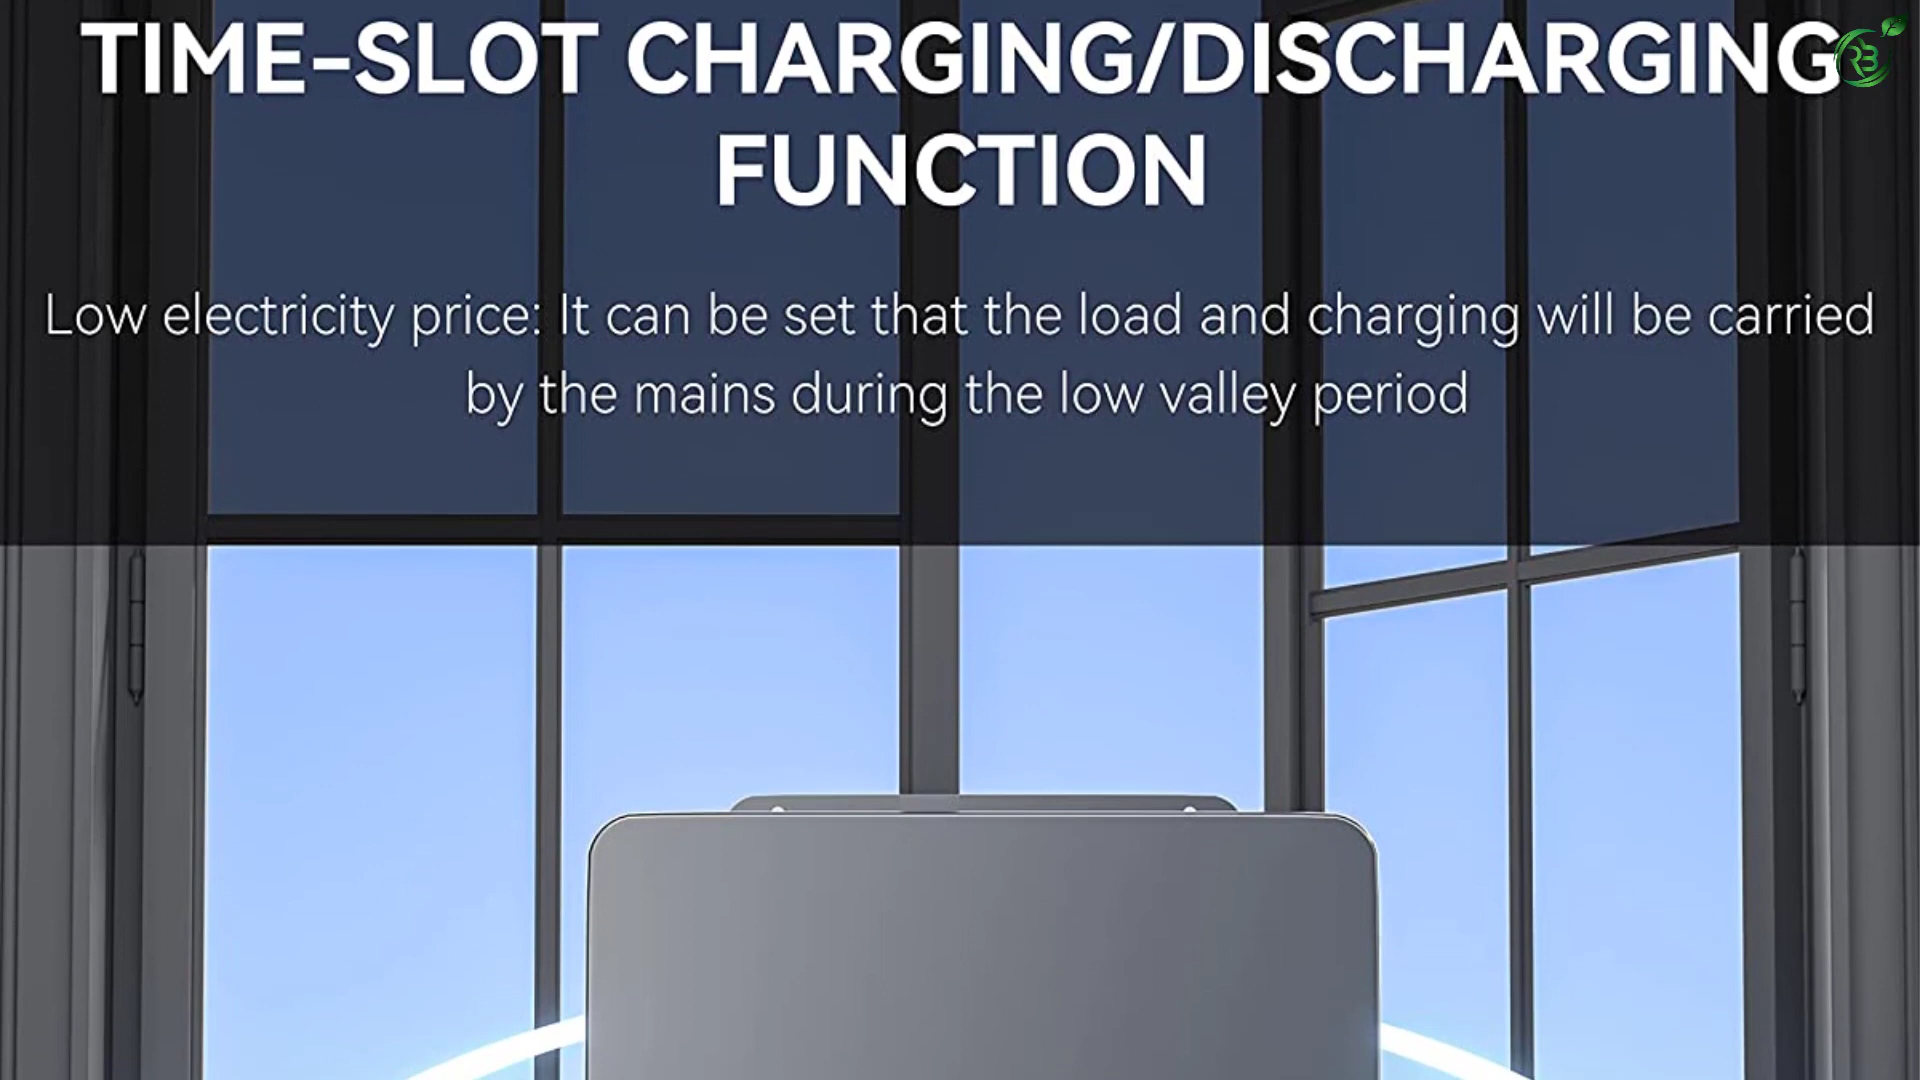 TIME-SLOT CHARGING/DISCHARGING
FUNCTION
RB
Low electricity price: It can be set that the load and charging will be carried
by the mains during the low valley period